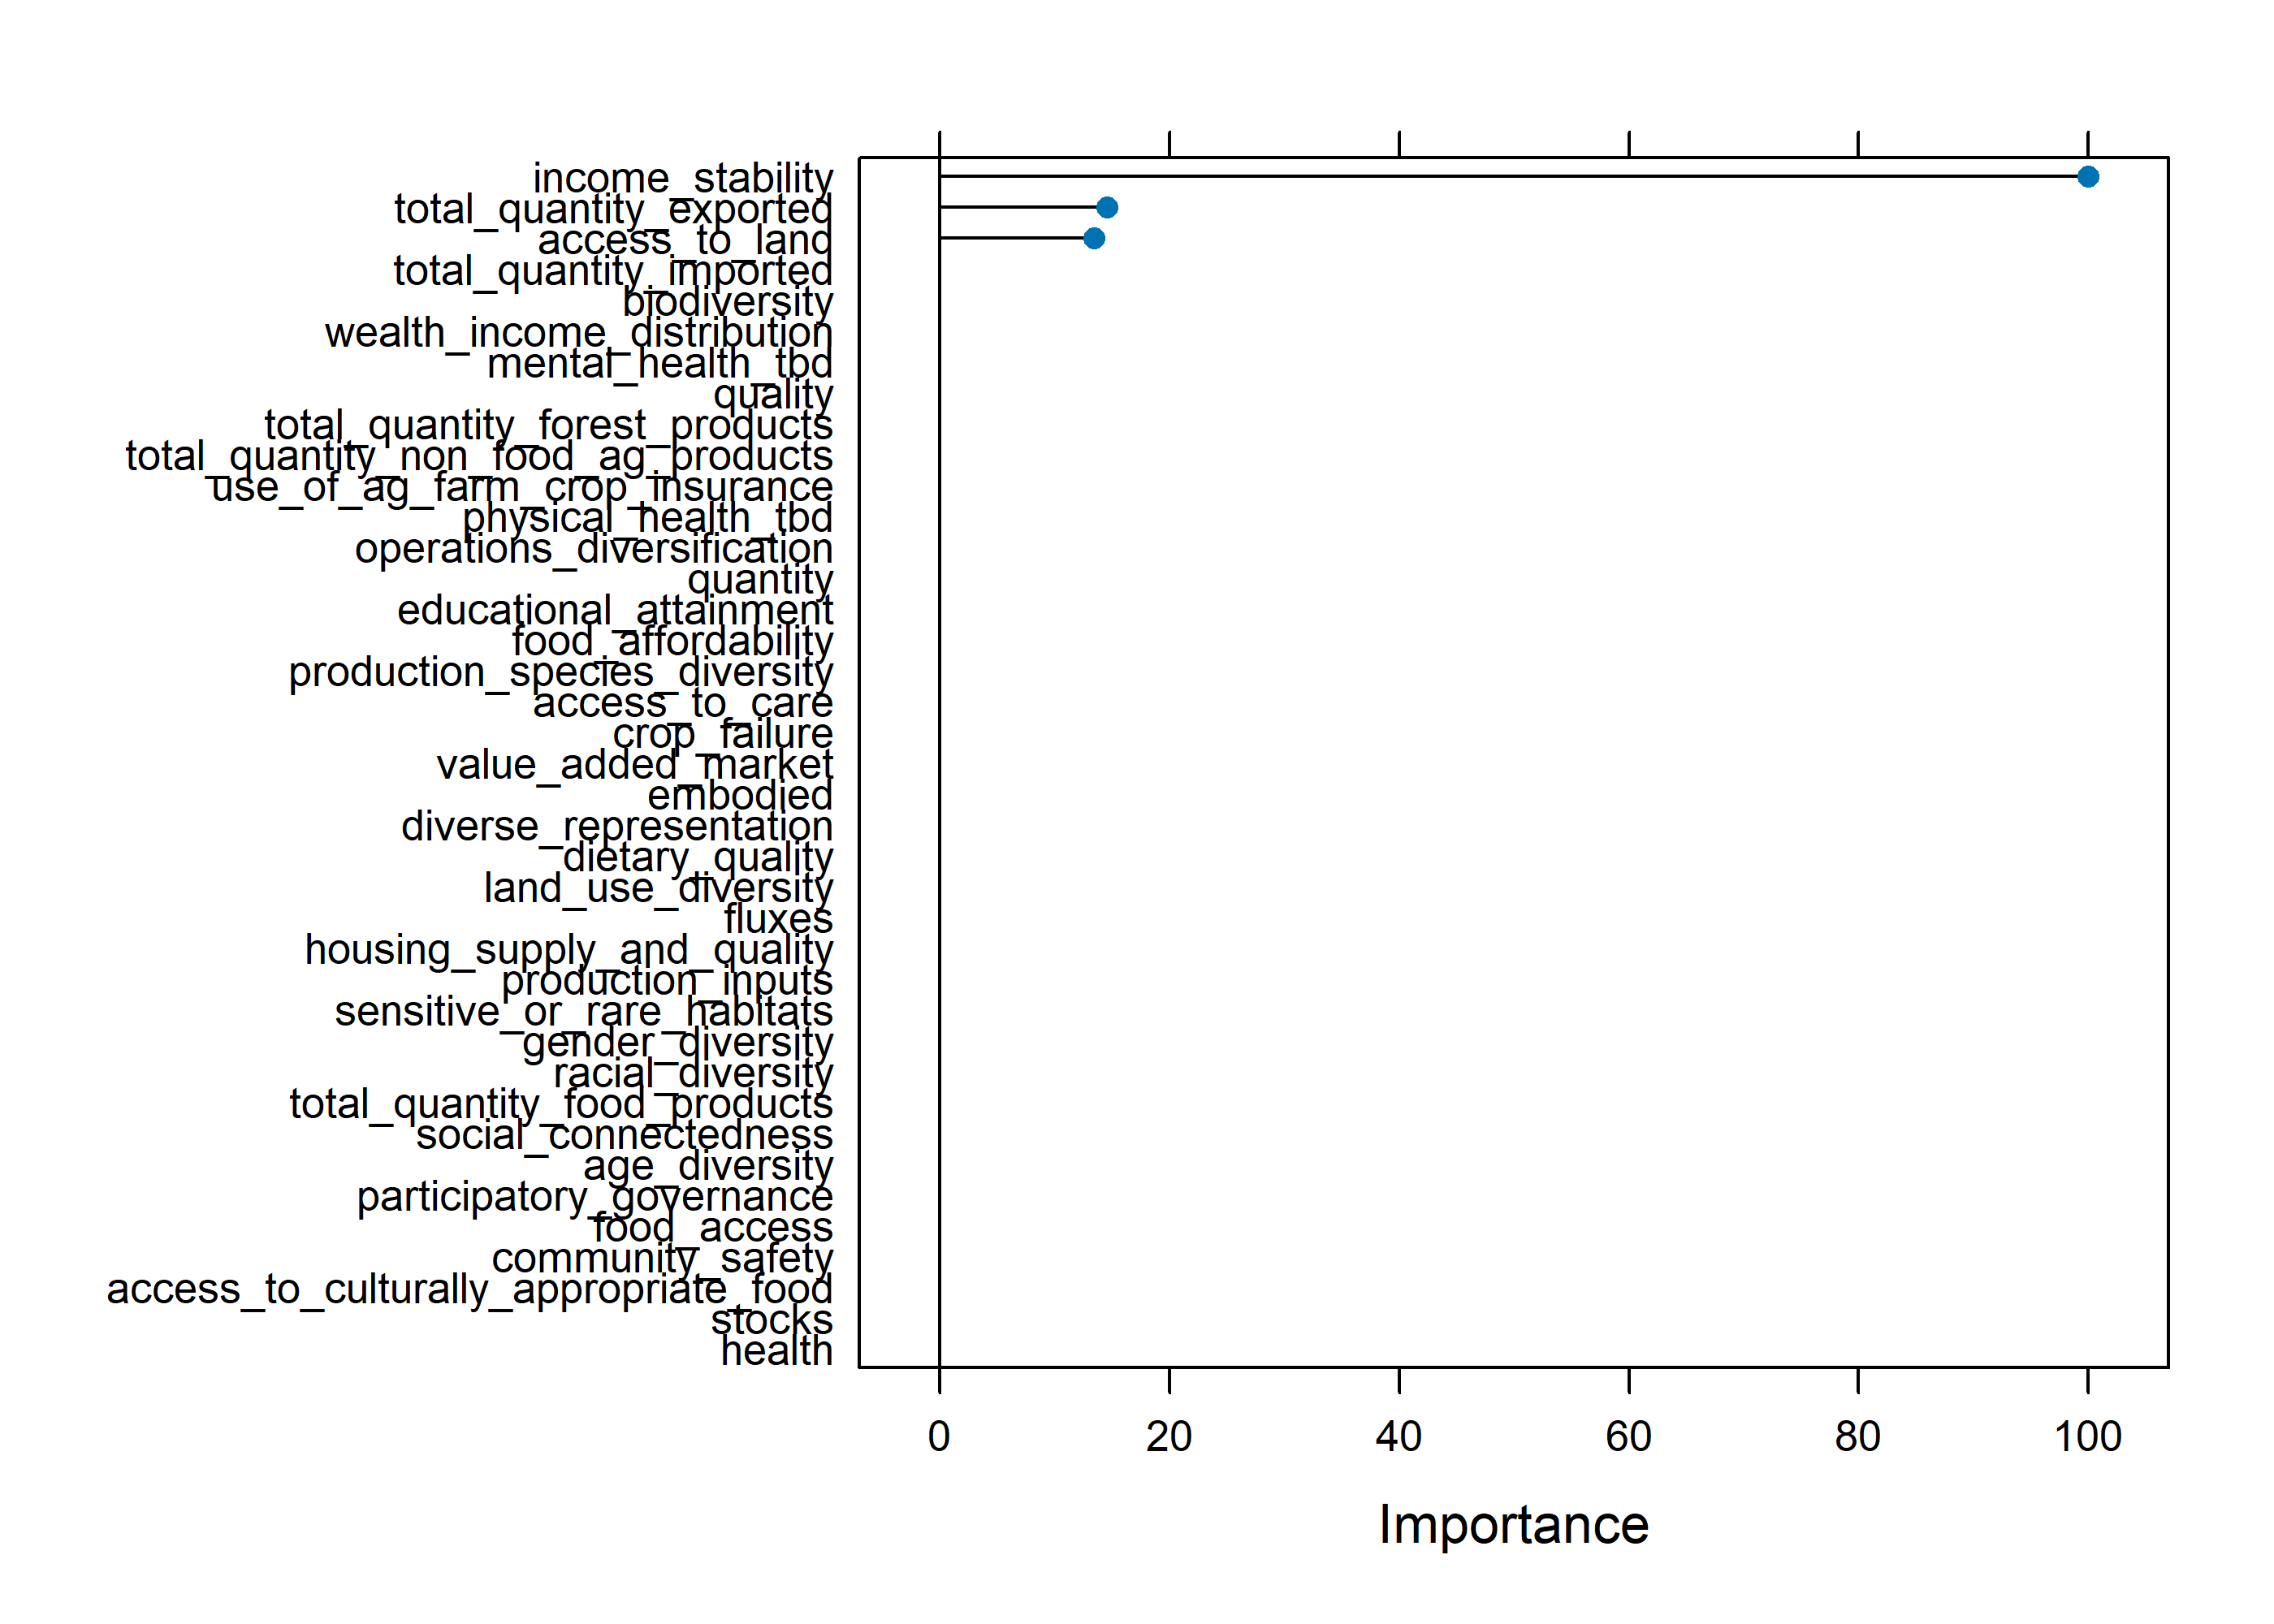 income_stability
total_quantity_exported
access_to_land
total_quantity_imported
biodiversity
wealth_income_distribution
mental_health_tbd
quality
total_quantity_forest_products
total_quantity_non_food_ag_products
use_of_ag_farm_crop_insurance
physical_health_tbd
operations_diversification
quantity
educational_attainment
food_affordability
production_species_diversity
access_to_care
crop_failure
value_added_market
embodied
diverse_representation
dietary_quality
land_use_diversity
fluxes
housing_supply_and_quality
production_inputs
sensitive_or_rare_habitats
gender_diversity
racial_diversity
total_quantity_food_products
social_connectedness
age_diversity
participatory_governance
food_access
community_safety
access_to_culturally_appropriate_food
stocks
health
0 20 40 60 80 100
Importance